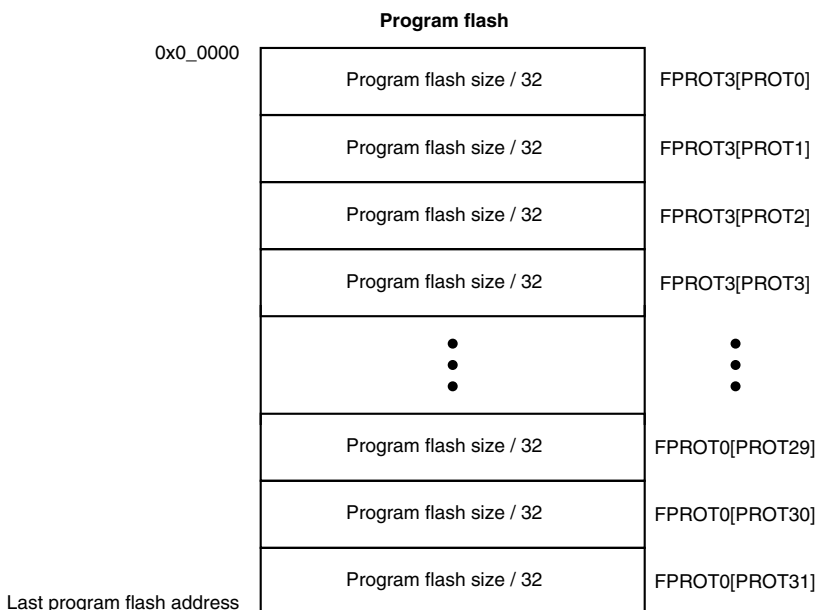 Program flash
0x0_0000
Program flash size / 32 FPROT3[PROT0]
Program flash size / 32 FPROT3[PROT1]
Program flash size / 32 FPROT3[PROT2]
Program flash size / 32 FPROT3[PROT3]
Program flash size / 32 FPROT0[PROT29]
Program flash size / 32 FPROT0[PROT30]
Program flash size / 32 FPROT0[PROT31]
Last program flash address